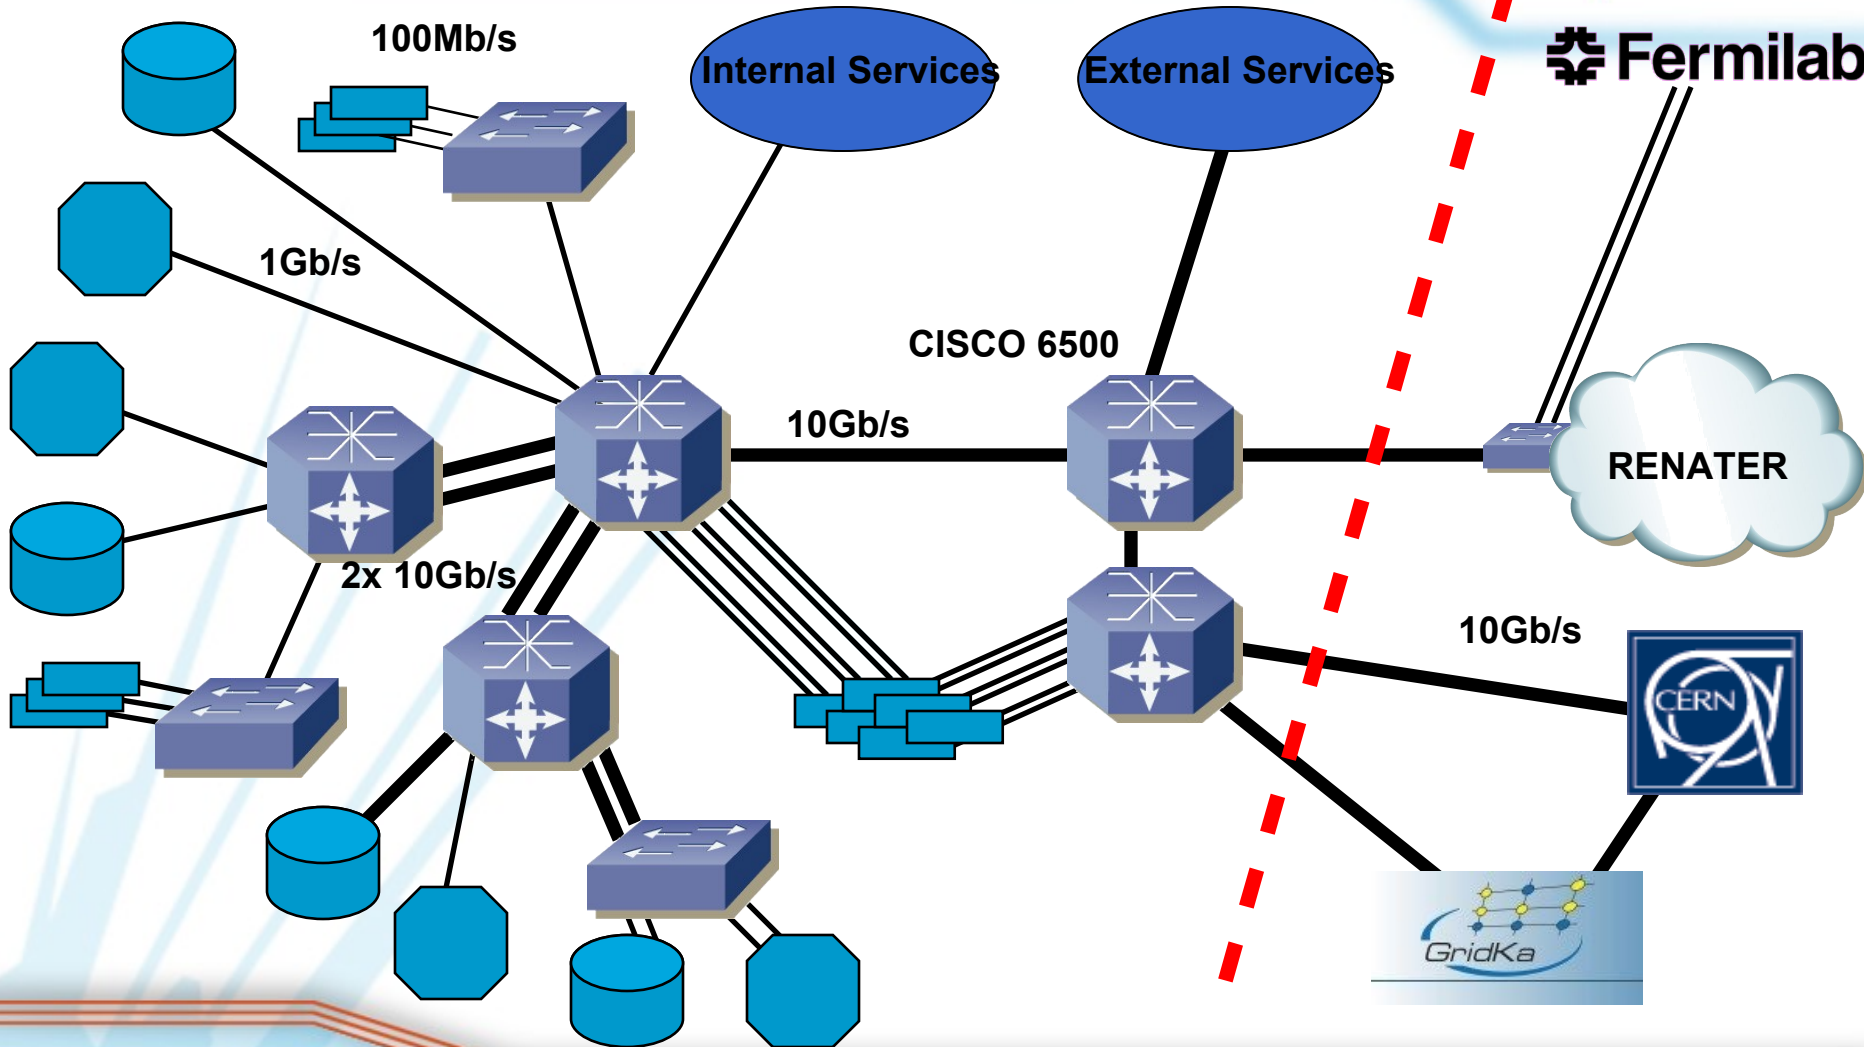 100Mb/s
Internal Services
External Services
Fermilab
1Gb/s
CISCO 6500
10Gb/s
RENATER
2x 10Gb/s
10Gb/s
CERN
GridKa